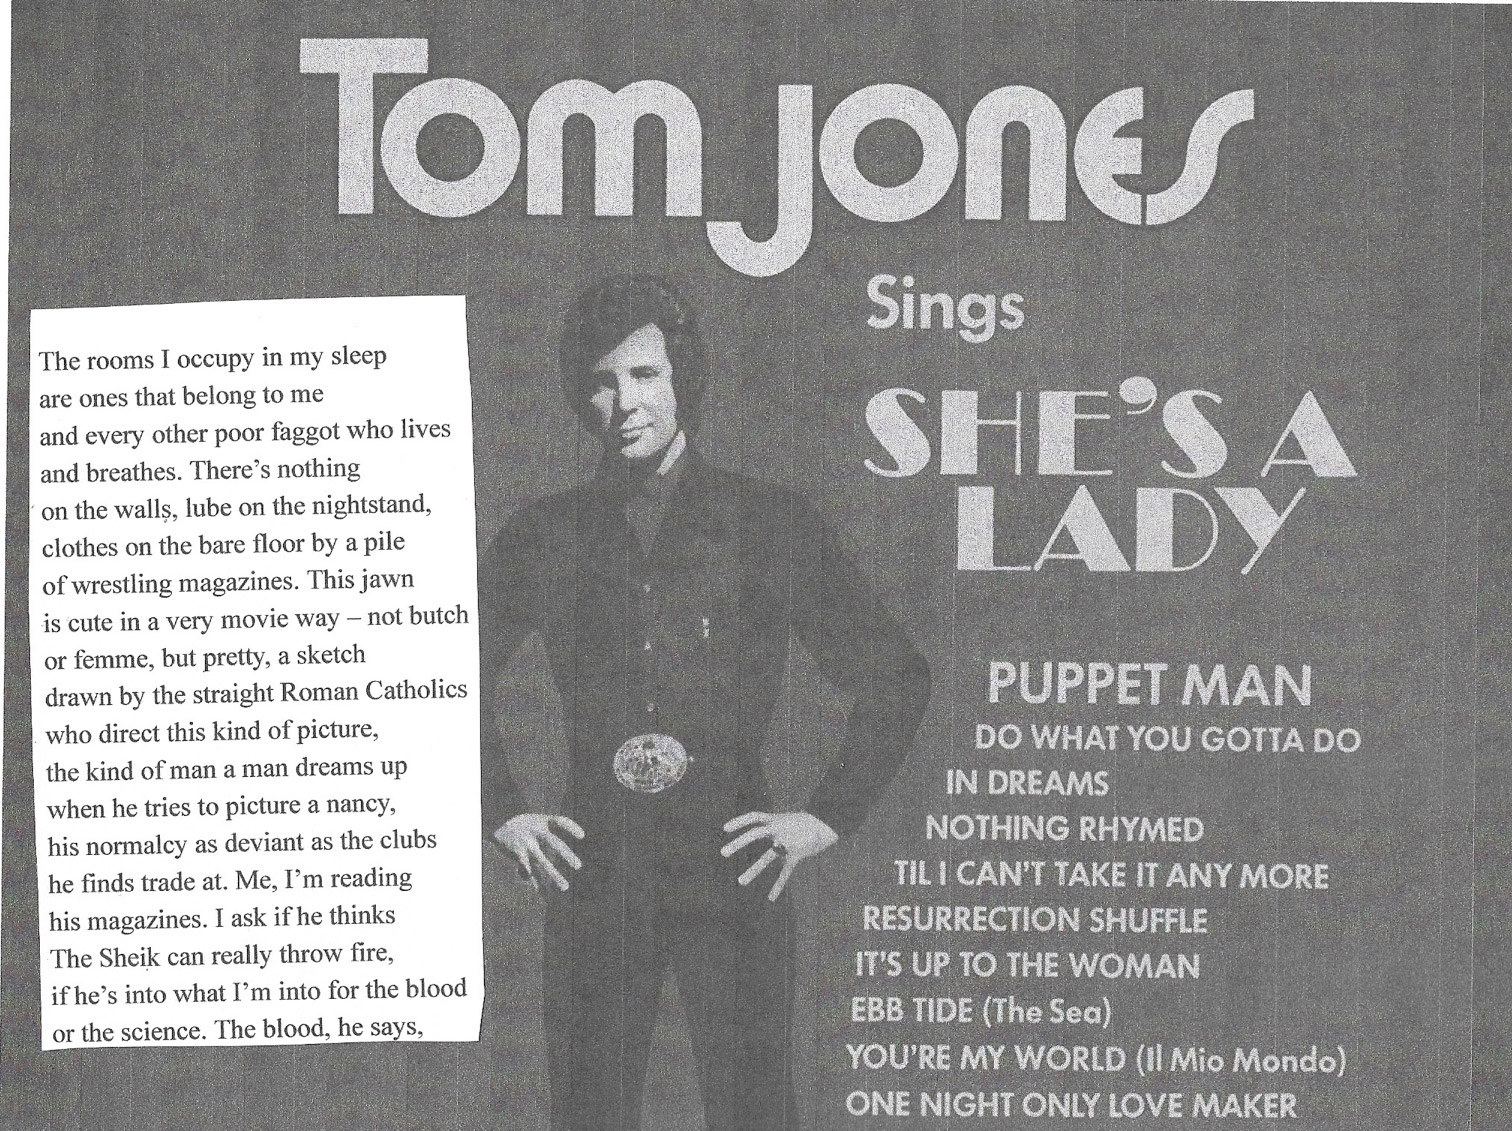 Tom Jones
Sings
SHE'S A
LADY
PUPPET MAN
DO WHAT YOU GOTTA DO
IN DREAMS
NOTHING RHYMED
TIL I CAN'T TAKE IT ANY MORE
RESURRECTION SHUFFLE
IT'S UP TO THE WOMAN
EBB TIDE (The Sea)
YOU'RE MY WORLD (Il Mio Mondo)
ONE NIGHT ONLY LOVE MAKER
The rooms I occupy in my sleep
are ones that belong to me
and every other poor faggot who lives
and breathes. There's nothing
on the walls, lube on the nightstand,
clothes on the bare floor by a pile
of wrestling magazines. This jawn
is cute in a very movie way – not butch
or femme, but pretty, a sketch
drawn by the straight Roman Catholics
who direct this kind of picture,
the kind of man a man dreams up
when he tries to picture a nancy,
his normalcy as deviant as the clubs
he finds trade at. Me, I'm reading
his magazines. I ask if he thinks
The Sheik can really throw fire,
if he's into what I'm into for the blood
or the science. The blood, he says,